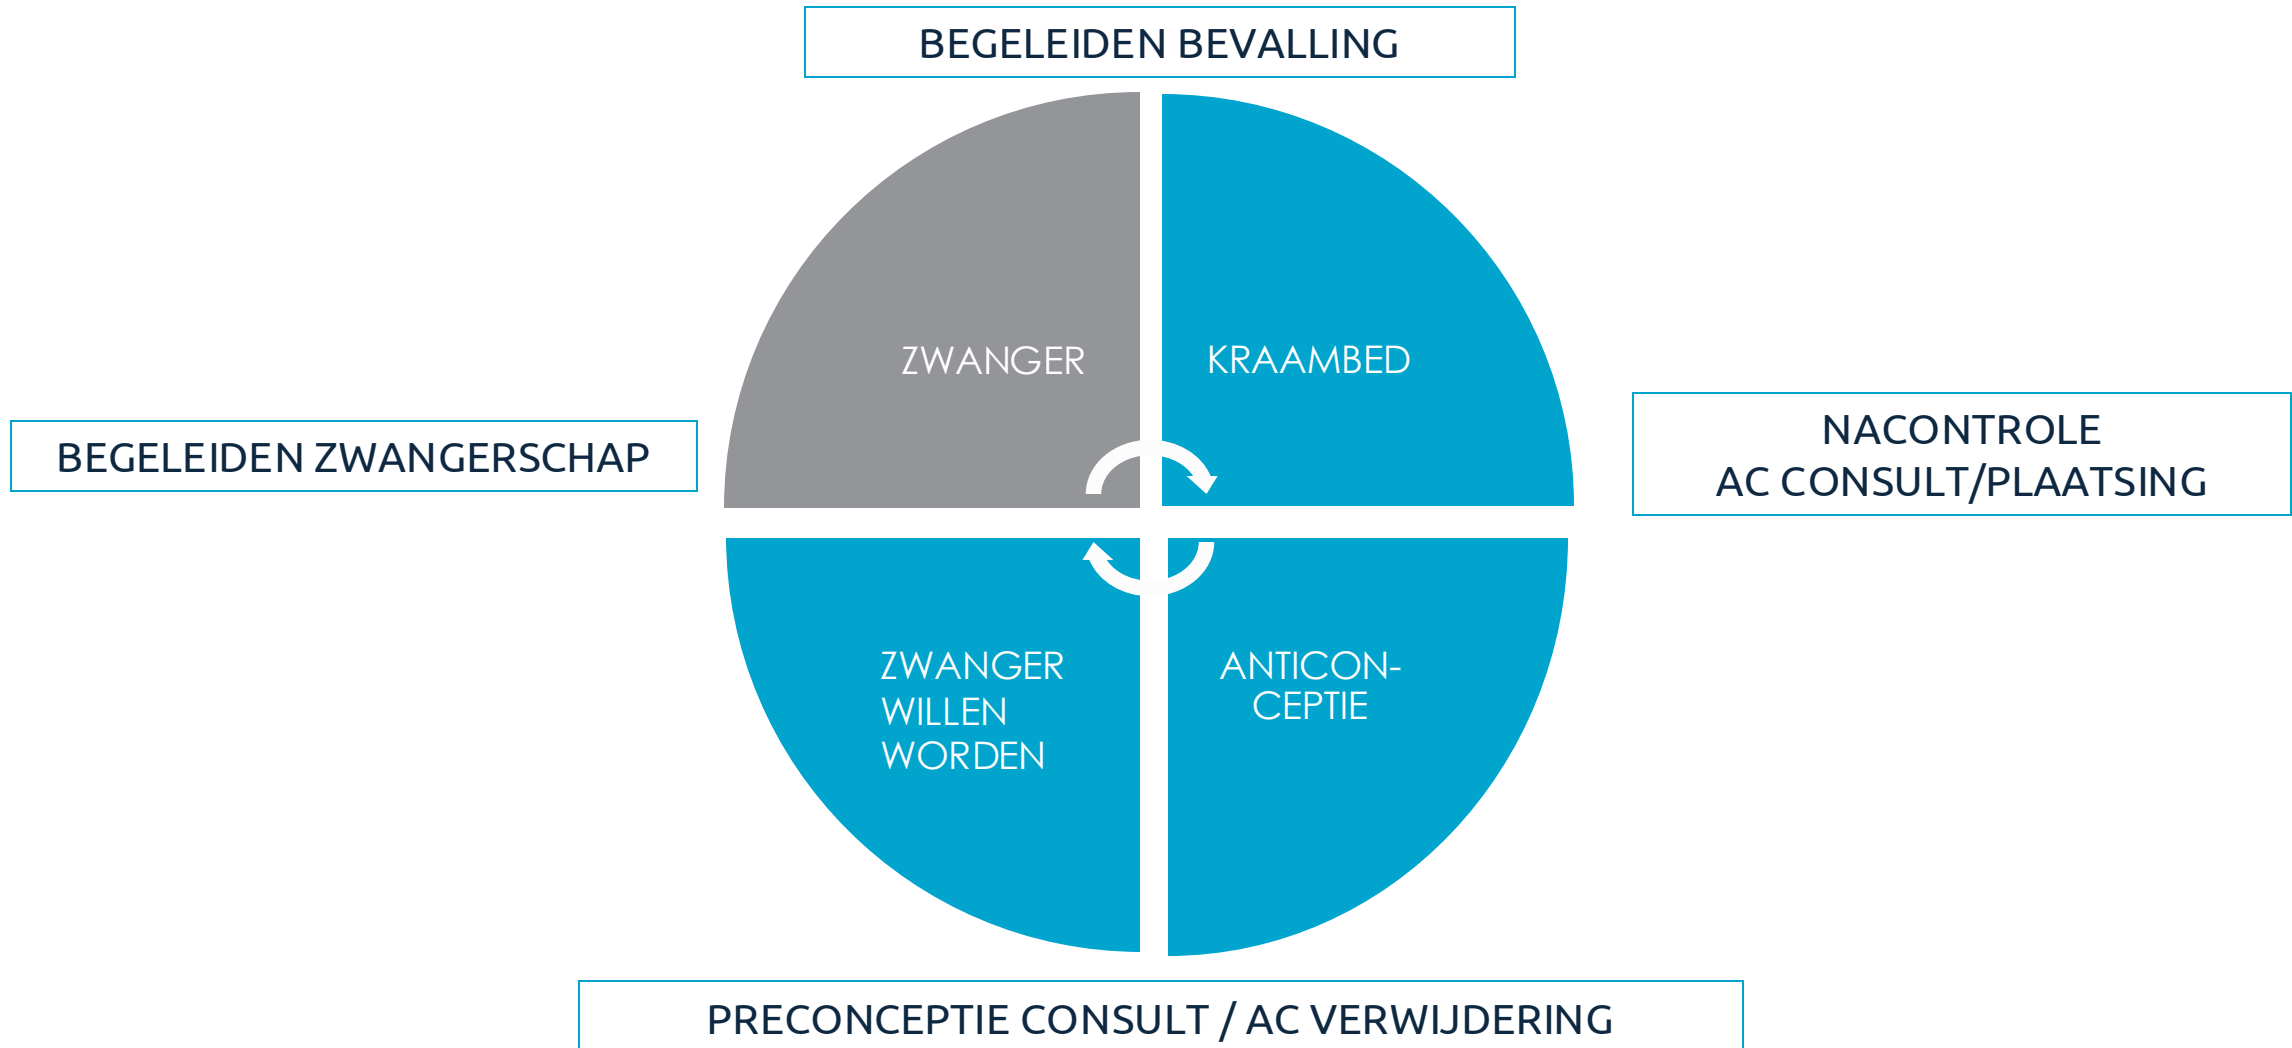 BEGELEIDEN BEVALLING
ZWANGER
KRAAMBED
BEGELEIDEN ZWANGERSCHAP
NACONTROLE
AC CONSULT/PLAATSING
ZWANGER
WILLEN
WORDEN
ANTICON-
CEPTIE
PRECONCEPTIE CONSULT / AC VERWIJDERING